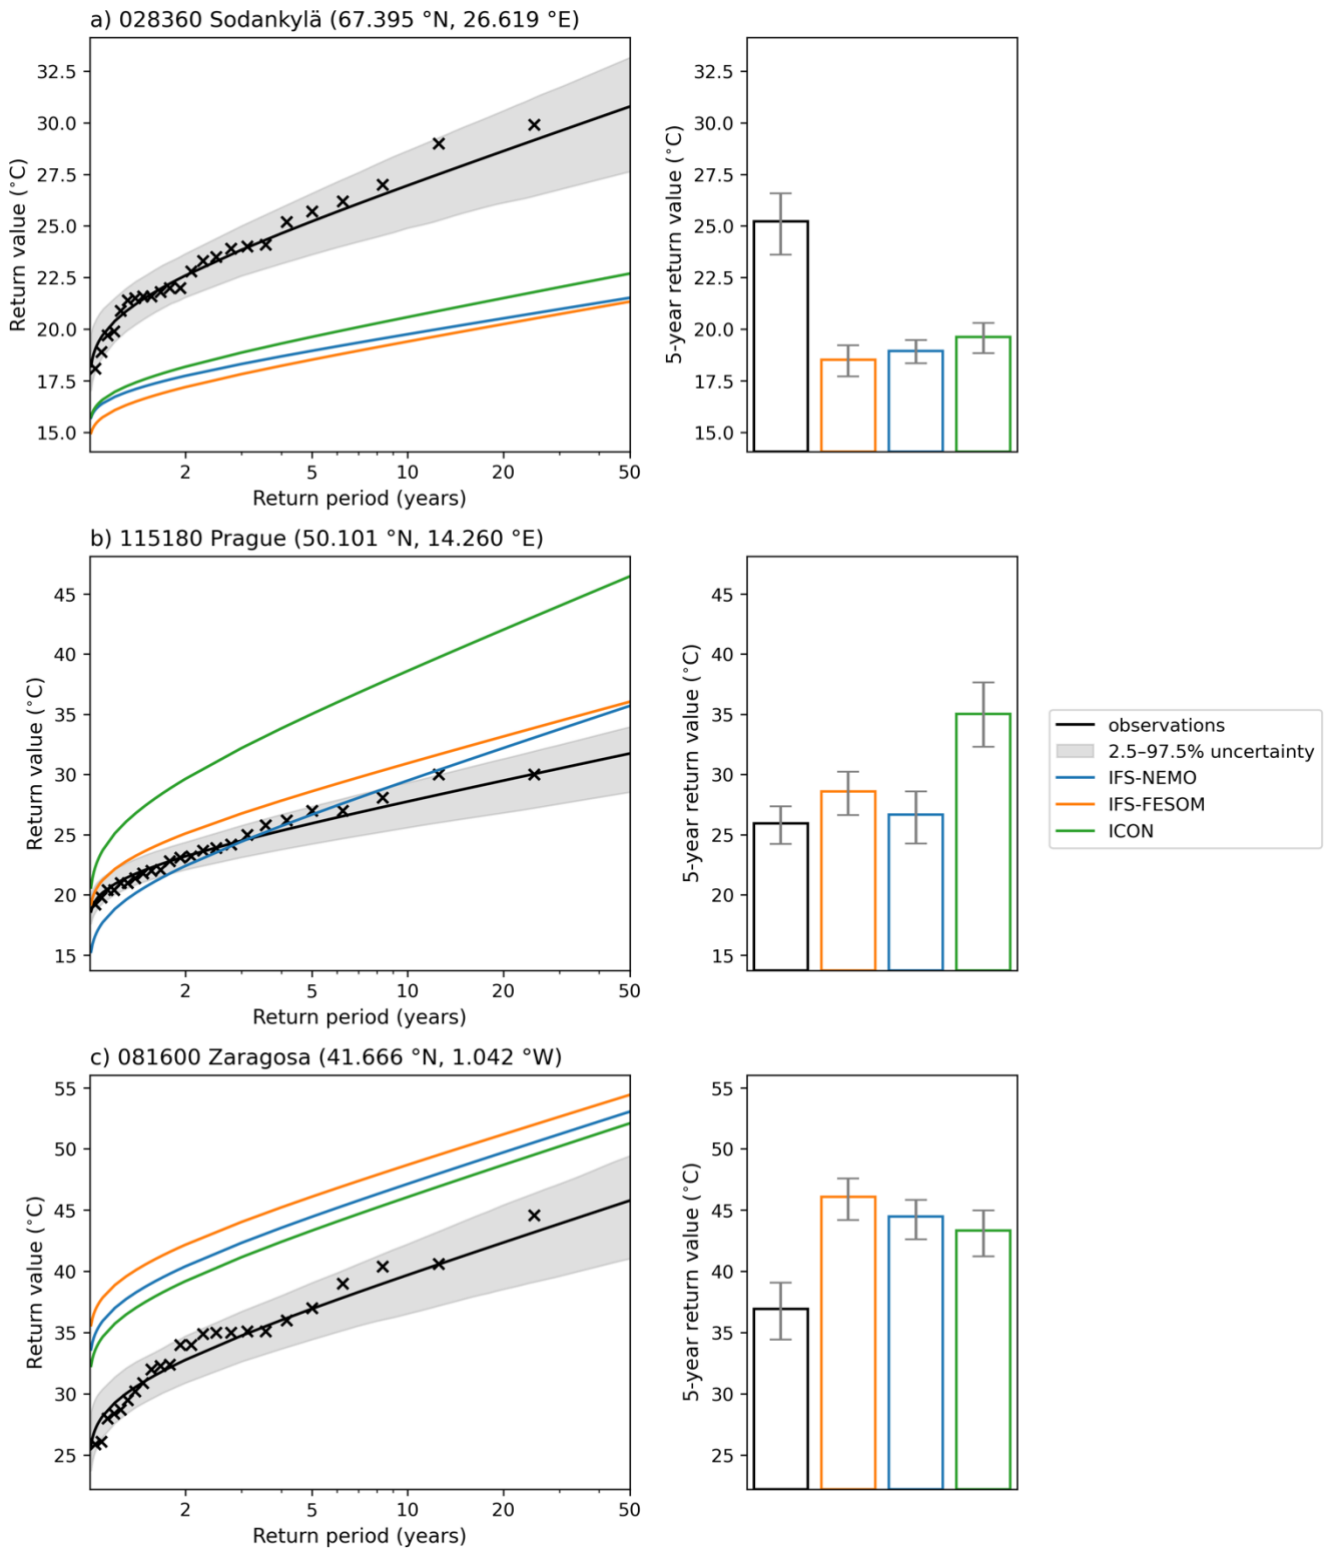 a) 028360 Sodankylä (67.395 °N, 26.619 °E)
Return value (°C)
32.5
30.0
27.5
25.0
22.5
20.0
17.5
15.0
2 5 10 20 50
Return period (years)
5-year return value (°C)
32.5
30.0
27.5
25.0
22.5
20.0
17.5
15.0
b) 115180 Prague (50.101 °N, 14.260 °E)
Return value (°C)
45
40
35
30
25
20
15
2 5 10 20 50
Return period (years)
5-year return value (°C)
45
40
35
30
25
20
15
observations
2.5–97.5% uncertainty
IFS-NEMO
IFS-FESOM
ICON
c) 081600 Zaragosa (41.666 °N, 1.042 °W)
Return value (°C)
55
50
45
40
35
30
25
2 5 10 20 50
Return period (years)
5-year return value (°C)
55
50
45
40
35
30
25